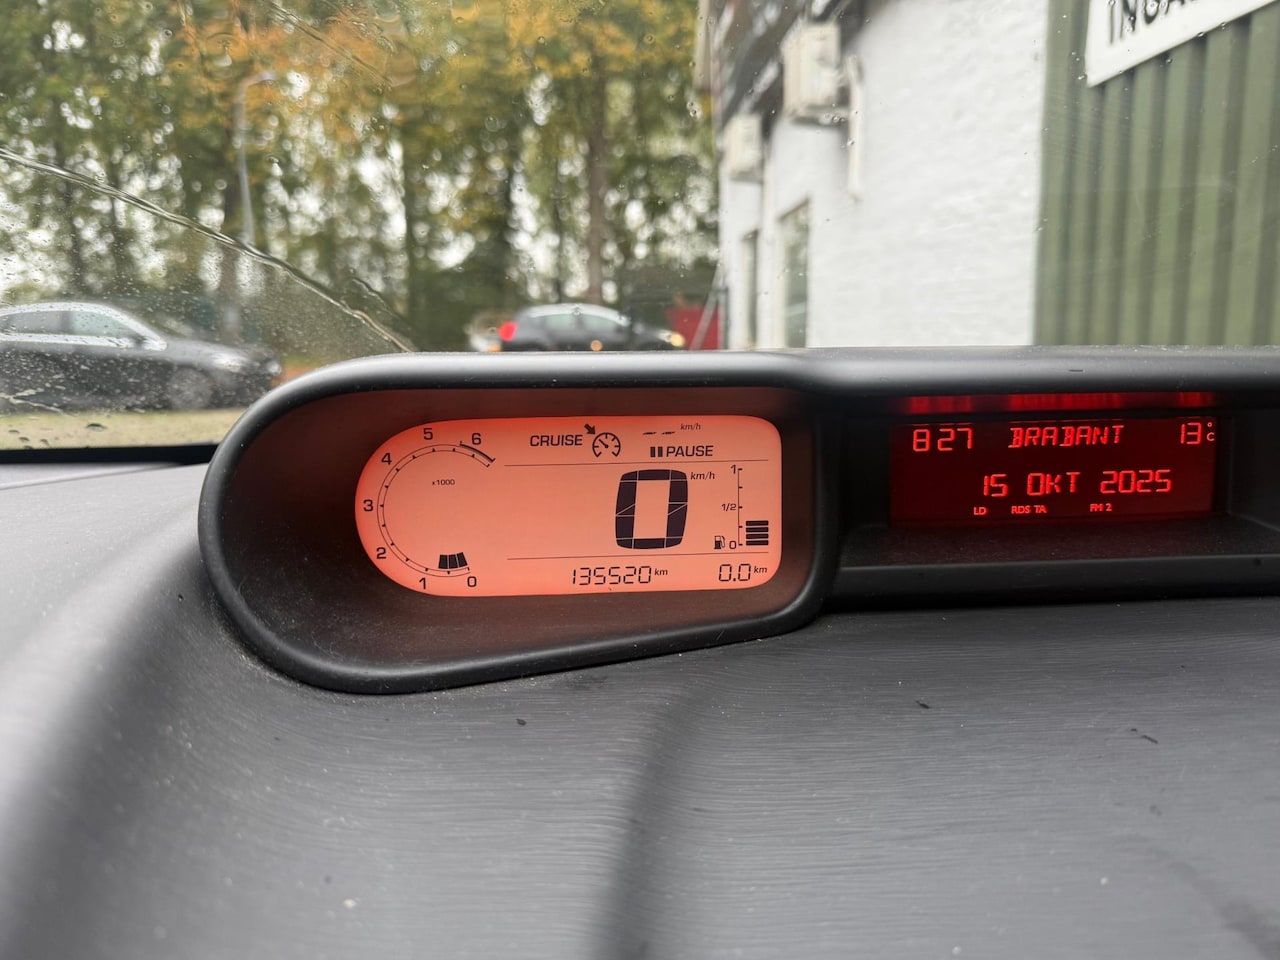 5 6
4
3
2
1 0
x1000
CRUISE -- -- km/h
PAUSE
0 km/h
1
1/2
0
135520 km 0.0 km
8:27 BRABANT 13°C
15 OKT 2025
LD RDS TA FM 2